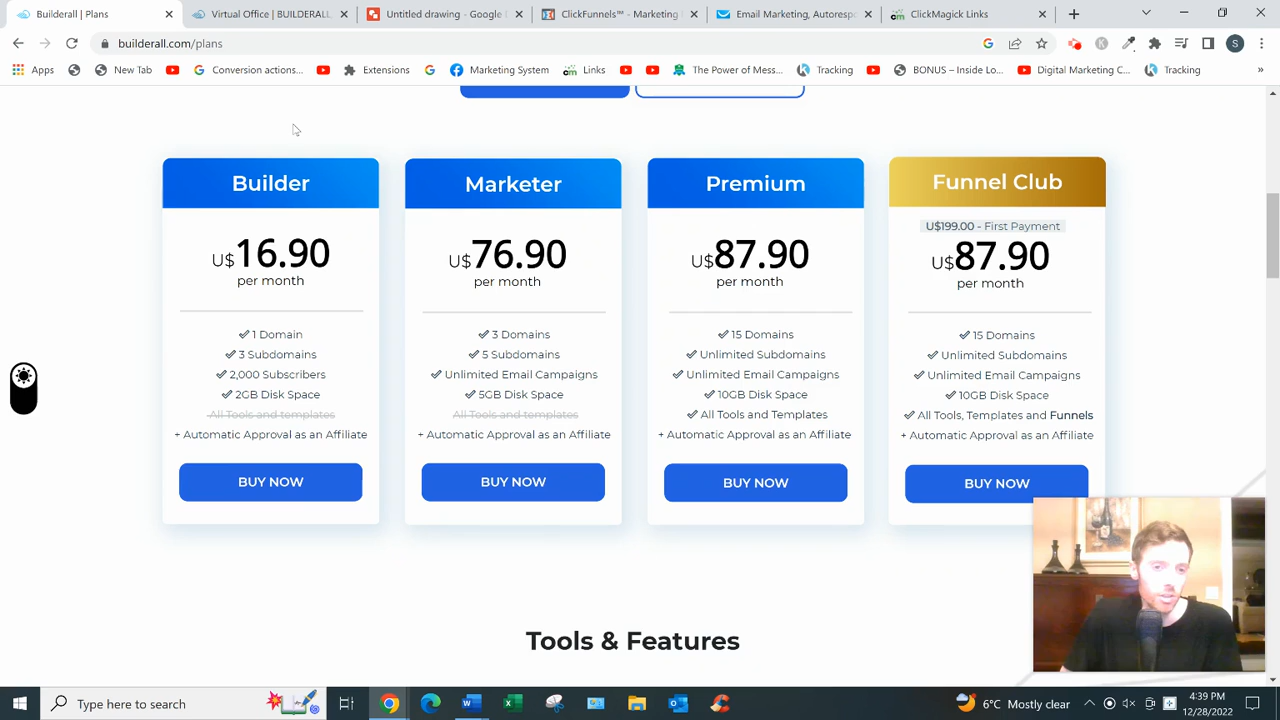 Builderall | Plans
Virtual Office | BUILDERALL
Untitled drawing - Google
ClickFunnels™ - Marketing
Email Marketing, Autorespo
ClickMagick Links
builderall.com/plans
S
Apps
New Tab
Conversion actions...
Extensions
Marketing System
Links
The Power of Mess...
Tracking
BONUS – Inside Lo...
Digital Marketing C...
Tracking
»
Builder
U$16.90
per month
1 Domain
3 Subdomains
2,000 Subscribers
2GB Disk Space
All Tools and templates
+ Automatic Approval as an Affiliate
BUY NOW
Marketer
U$76.90
per month
3 Domains
5 Subdomains
Unlimited Email Campaigns
5GB Disk Space
All Tools and templates
+ Automatic Approval as an Affiliate
BUY NOW
Premium
U$87.90
per month
15 Domains
Unlimited Subdomains
Unlimited Email Campaigns
10GB Disk Space
All Tools and Templates
+ Automatic Approval as an Affiliate
BUY NOW
Funnel Club
U$199.00 - First Payment
U$87.90
per month
15 Domains
Unlimited Subdomains
Unlimited Email Campaigns
10GB Disk Space
All Tools, Templates and Funnels
+ Automatic Approval as an Affiliate
BUY NOW
Tools & Features
Type here to search
6°C Mostly clear
4:39 PM
12/28/2022